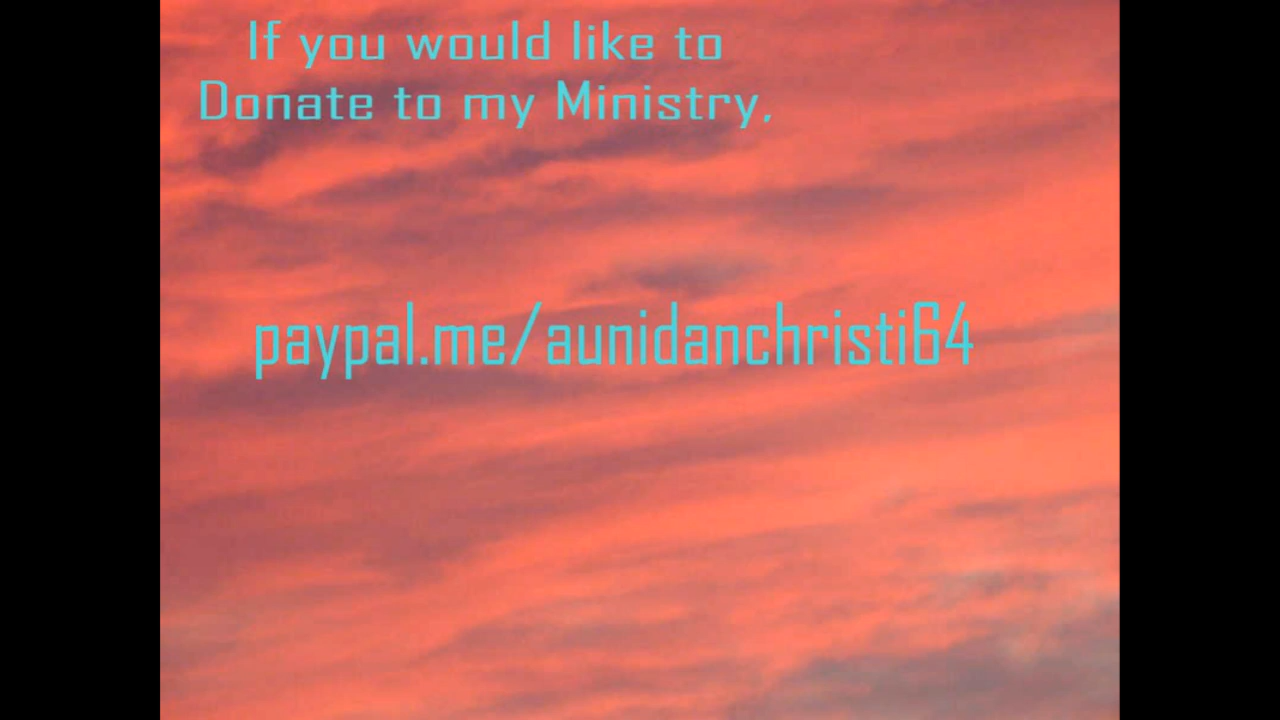 If you would like to
Donate to my Ministry,
paypal.me/aunidanchristi64